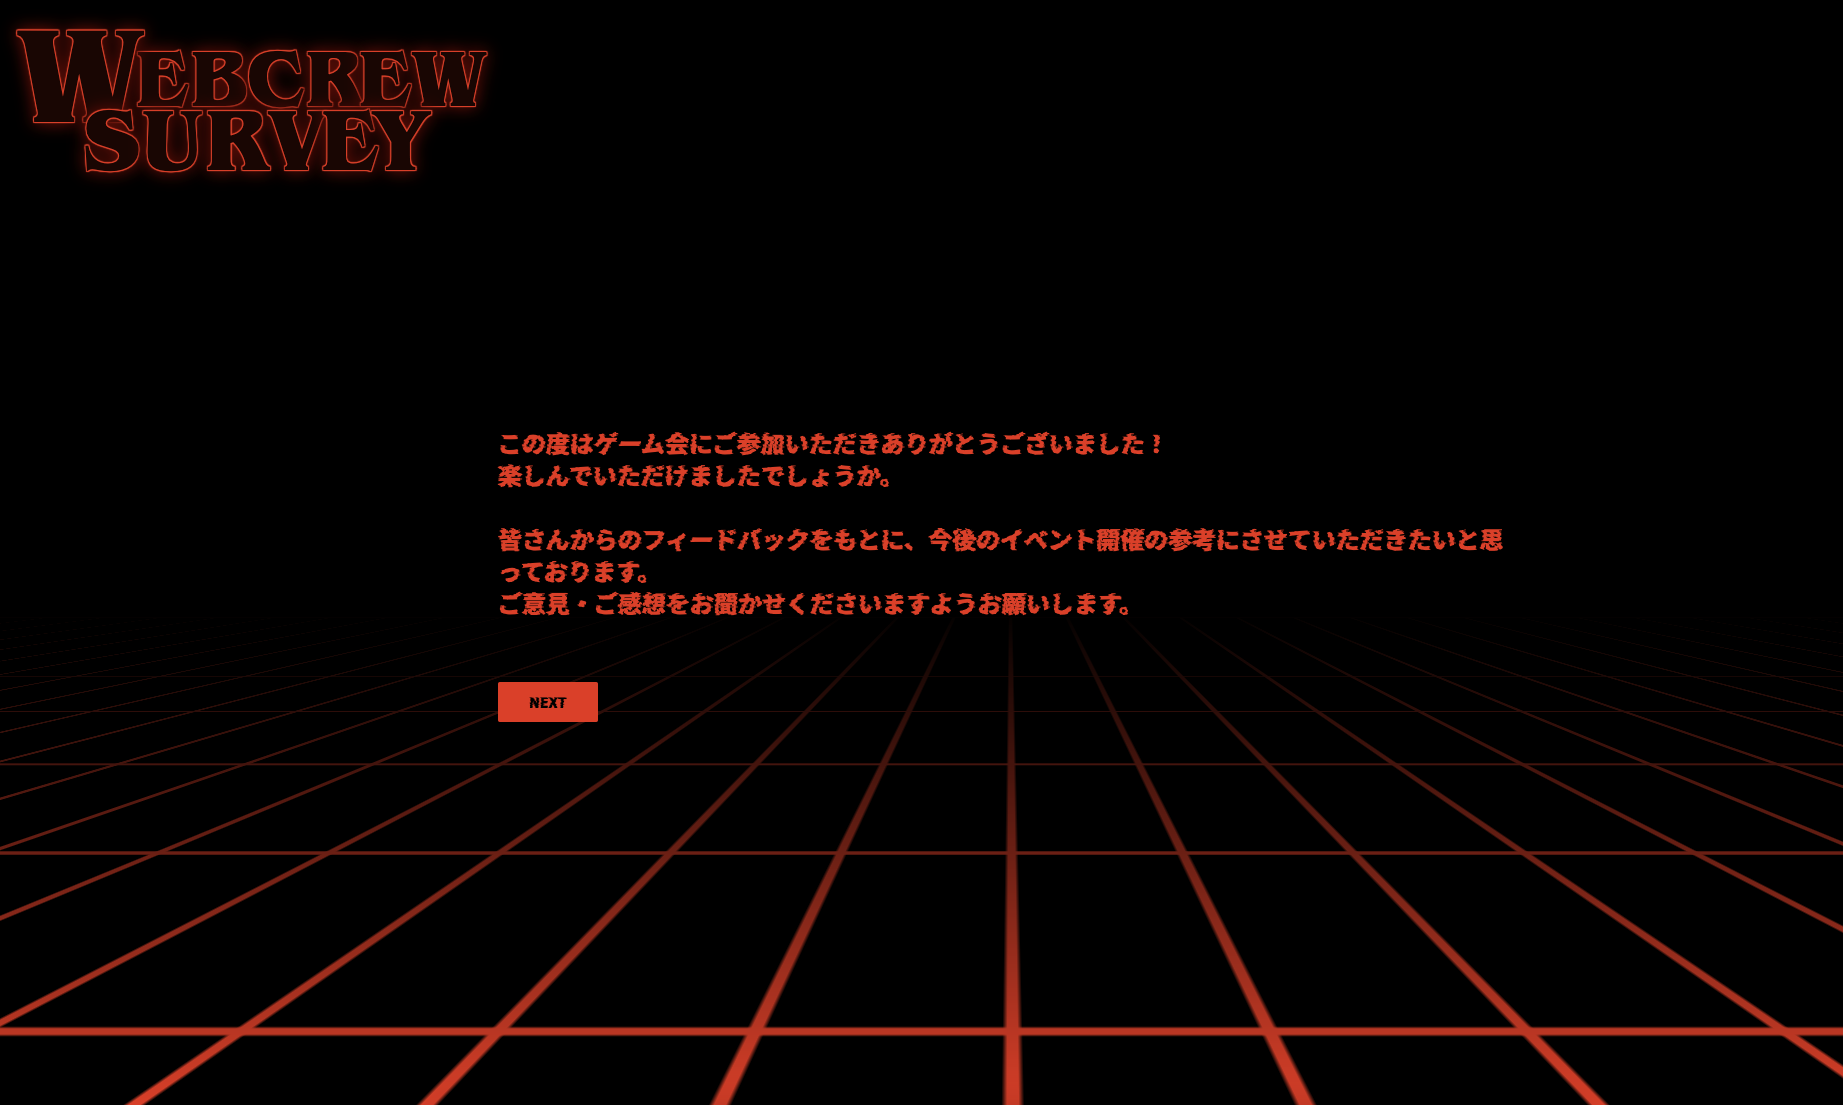 WEBCREW
SURVEY
この度はゲーム会にご参加いただきありがとうございました！
楽しんでいただけましたでしょうか。
皆さんからのフィードバックをもとに、今後のイベント開催の参考にさせていただきたいと思
っております。
ご意見・ご感想をお聞かせくださいますようお願いします。
NEXT